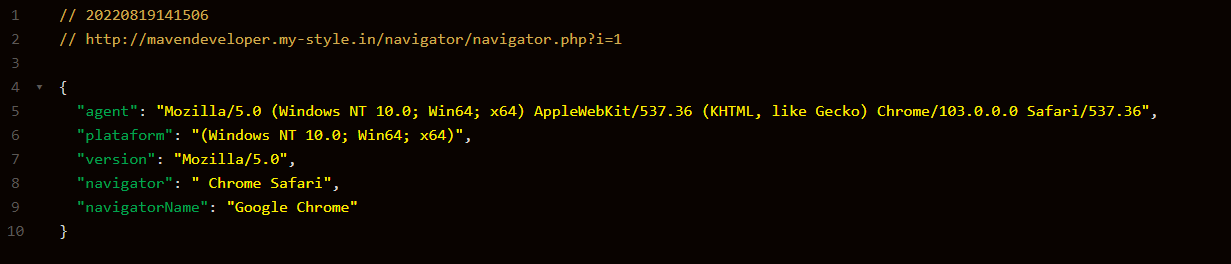 1 // 20220819141506
2 // http://mavendeveloper.my-style.in/navigator/navigator.php?i=1
3
4 {
5 "agent": "Mozilla/5.0 (Windows NT 10.0; Win64; x64) AppleWebKit/537.36 (KHTML, like Gecko) Chrome/103.0.0.0 Safari/537.36",
6 "plataform": "(Windows NT 10.0; Win64; x64)",
7 "version": "Mozilla/5.0",
8 "navigator": " Chrome Safari",
9 "navigatorName": "Google Chrome"
10 }